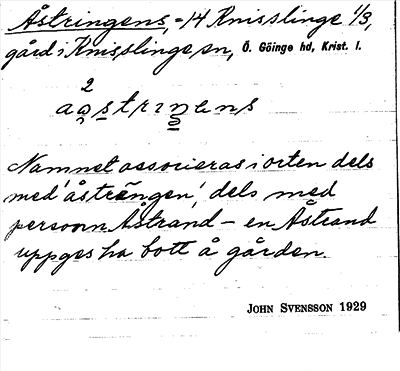 Åstringens, = 14 Knisslinge 1/3,
gård i Knisslinge sn, Ö. Göinge hd, Krist. l.
2
Namnet associeras i orten dels
med 'åsträngen', dels med
personn. Åstrand – en Åstrand
uppges ha bott å gården.
JOHN SVENSSON 1929